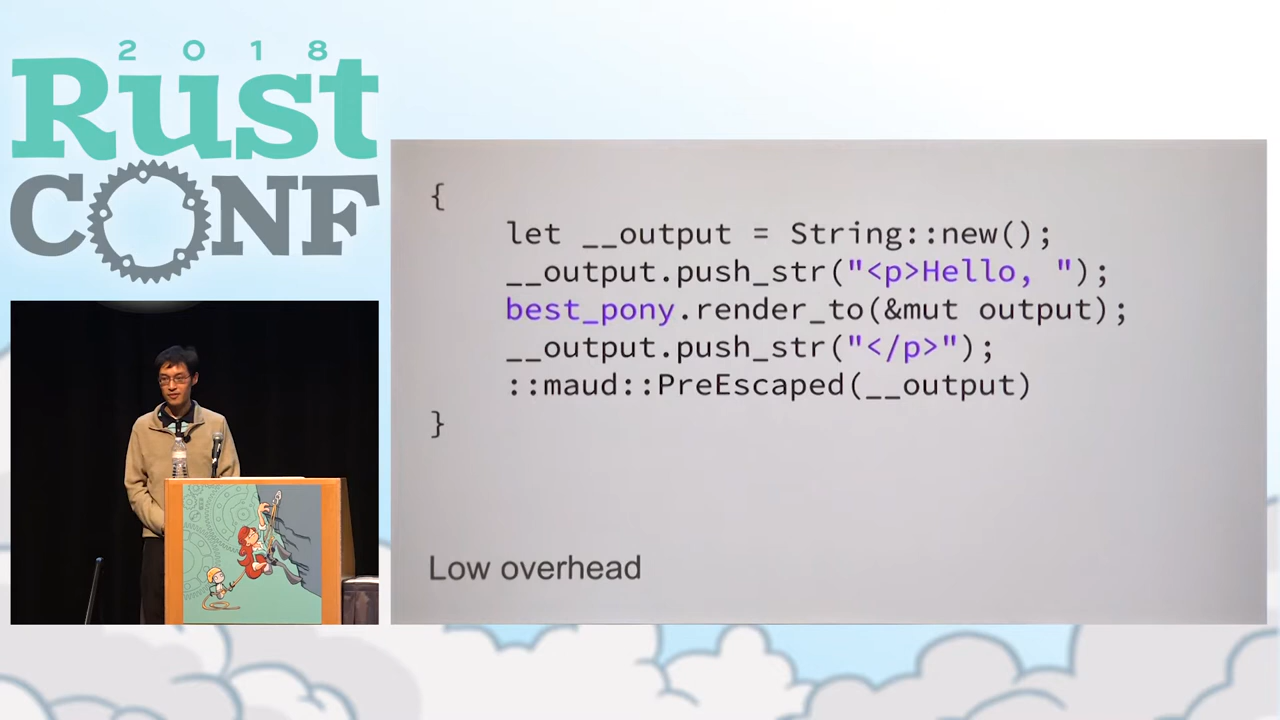 2018
Rust
CONF
{
let __output = String::new();
__output.push_str("<p>Hello, ");
best_pony.render_to(&mut output);
__output.push_str("</p>");
::maud::PreEscaped(__output)
}
Low overhead